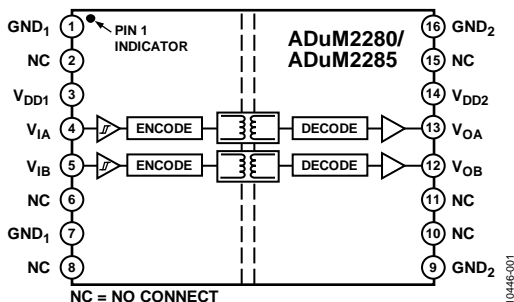 GND1 1
PIN 1
INDICATOR
ADuM2280/
ADuM2285
16 GND2
NC 2
15 NC
VDD1 3
14 VDD2
VIA 4 ENCODE DECODE 13 VOA
VIB 5 ENCODE DECODE 12 VOB
NC 6
11 NC
GND1 7
10 NC
NC 8
9 GND2
NC = NO CONNECT